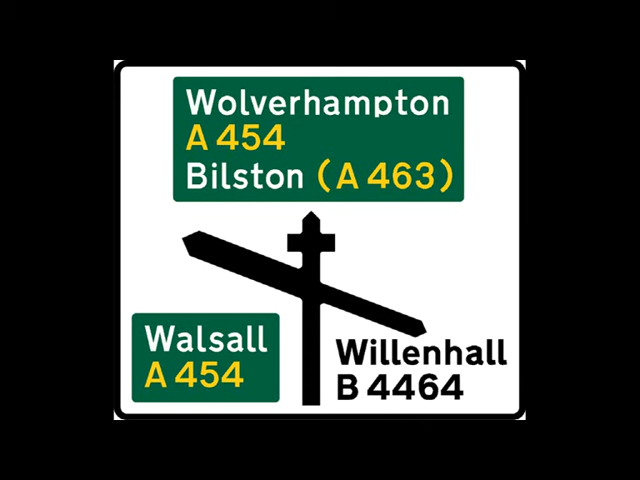 Wolverhampton
A 454
Bilston (A 463)
Walsall
A 454
Willenhall
B 4464